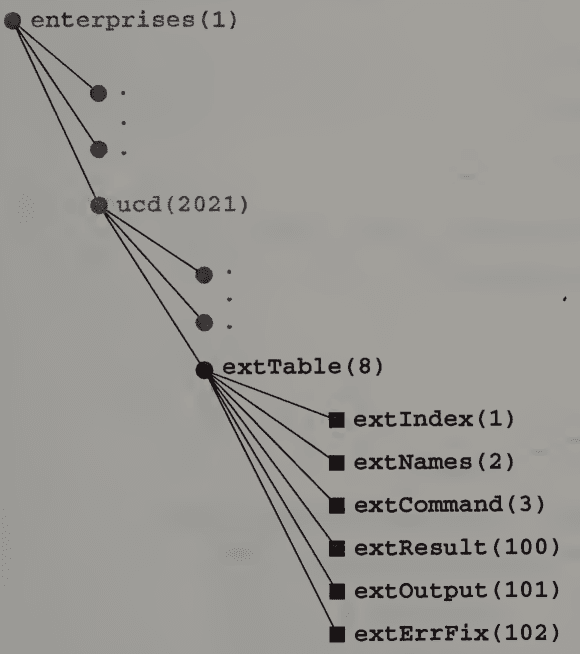 enterprises(1)
ucd(2021)
extTable(8)
extIndex(1)
extNames(2)
extCommand(3)
extResult(100)
extOutput(101)
extErrFix(102)